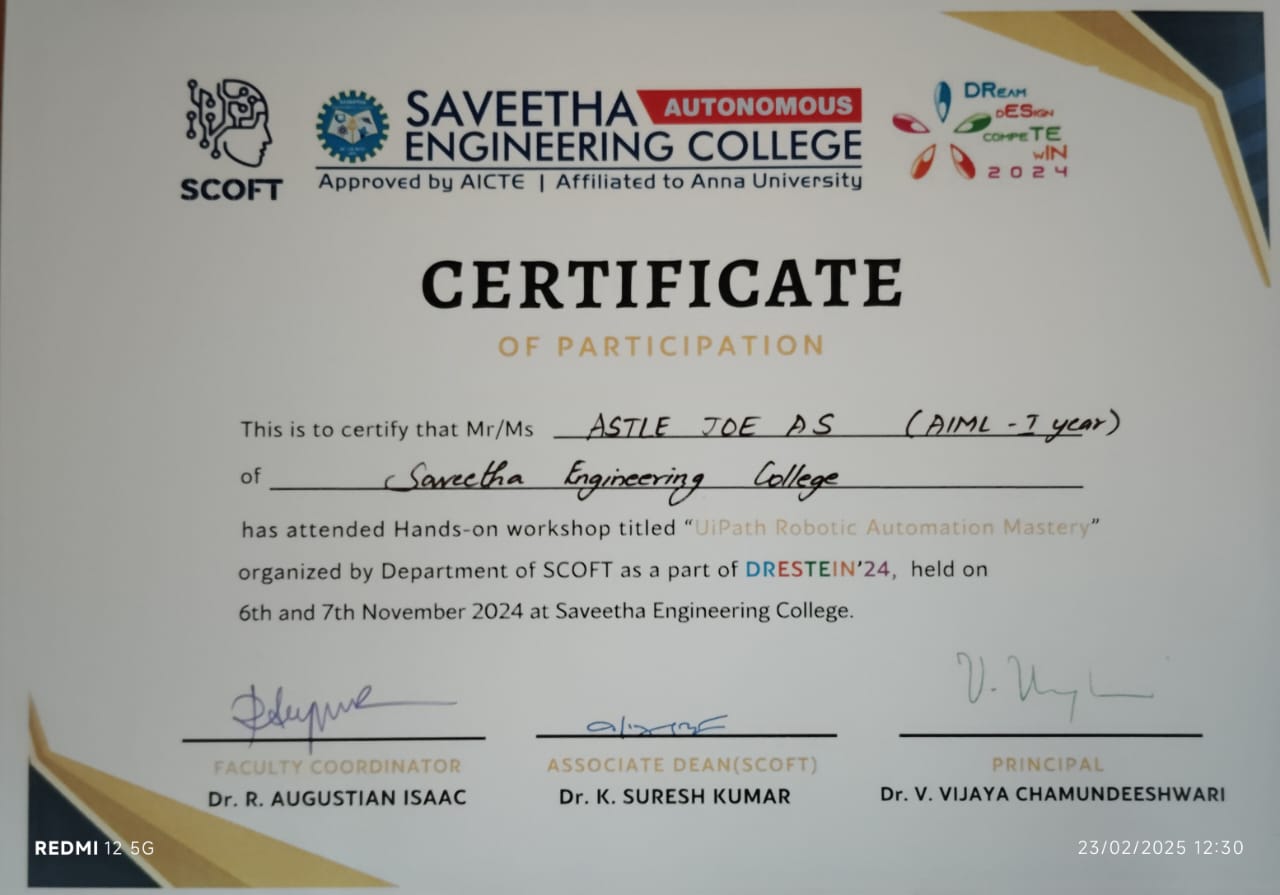 SCOFT
SAVEETHA AUTONOMOUS
ENGINEERING COLLEGE
Approved by AICTE | Affiliated to Anna University
DREAM
DESIGN
COMPETE
WIN
2024
CERTIFICATE
OF PARTICIPATION
This is to certify that Mr/Ms ASTLE JOE A S (AIML - I year)
of Saveetha Engineering College
has attended Hands-on workshop titled “UiPath Robotic Automation Mastery”
organized by Department of SCOFT as a part of DRESTEIN’24, held on
6th and 7th November 2024 at Saveetha Engineering College.
FACULTY COORDINATOR
Dr. R. AUGUSTIAN ISAAC
ASSOCIATE DEAN(SCOFT)
Dr. K. SURESH KUMAR
PRINCIPAL
Dr. V. VIJAYA CHAMUNDEESHWARI
REDMI 12 5G
23/02/2025 12:30